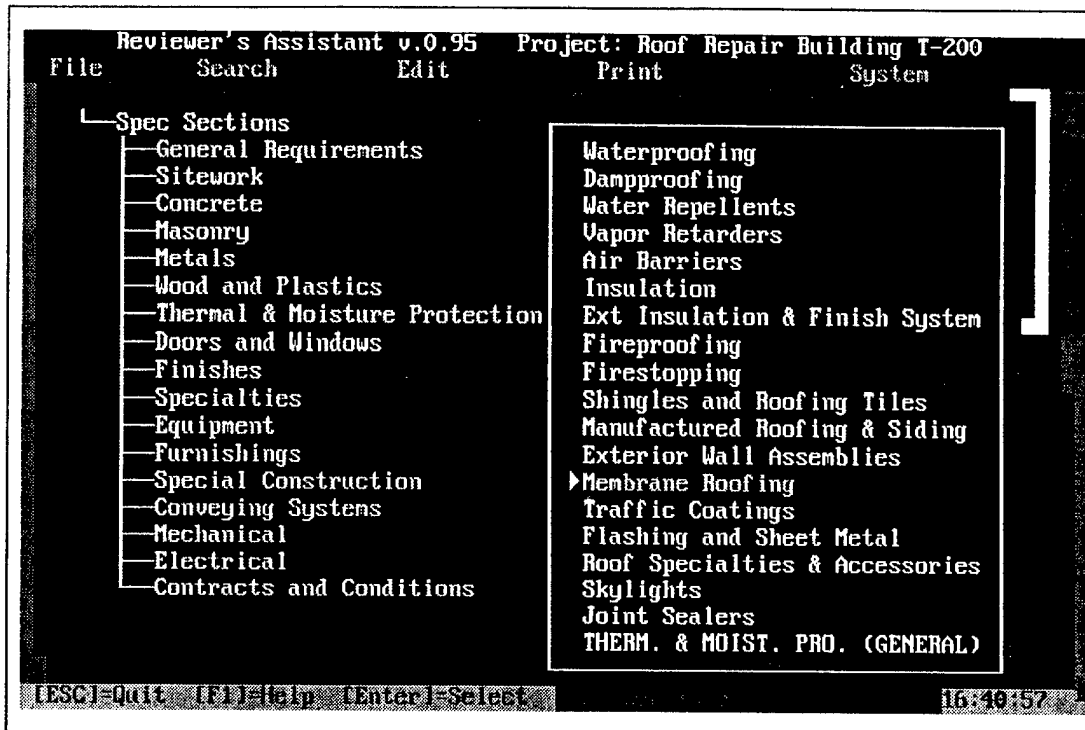 Reviewer's Assistant v.0.95 Project: Roof Repair Building T-200
File Search Edit Print System
Spec Sections
General Requirements
Sitework
Concrete
Masonry
Metals
Wood and Plastics
Thermal & Moisture Protection
Doors and Windows
Finishes
Specialties
Equipment
Furnishings
Special Construction
Conveying Systems
Mechanical
Electrical
Contracts and Conditions
Waterproofing
Dampproofing
Water Repellents
Vapor Retarders
Air Barriers
Insulation
Ext Insulation & Finish System
Fireproofing
Firestopping
Shingles and Roofing Tiles
Manufactured Roofing & Siding
Exterior Wall Assemblies
Membrane Roofing
Traffic Coatings
Flashing and Sheet Metal
Roof Specialties & Accessories
Skylights
Joint Sealers
THERM. & MOIST. PRO. (GENERAL)
[ESC]=Quit [F1]=Help [Enter]=Select 16:40:57